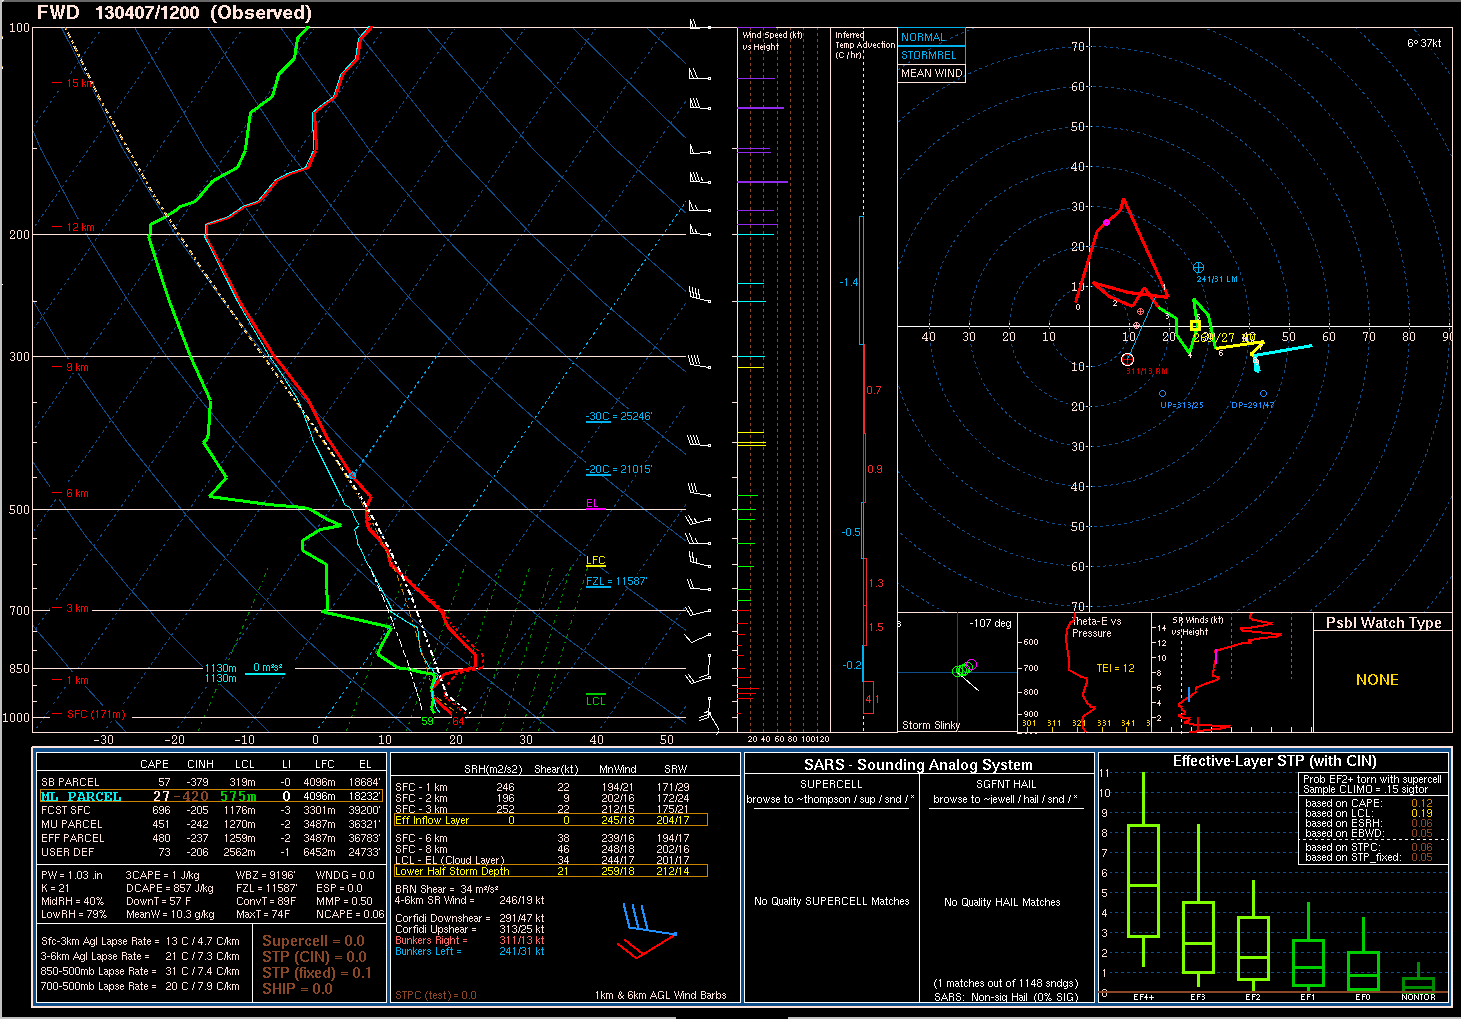 FWD 130407/1200 (Observed)
100
200
300
500
700
850
1000
15 km
12 km
9 km
6 km
3 km
1 km
SFC (171m)
-30C = 25246'
-20C = 21015'
EL
LFC
FZL = 11587'
1130m
1130m
0 m²s²
LCL
59
64
-30 -20 -10 0 10 20 30 40 50
Wind Speed (kt)
vs Height
20 40 60 80 100120
Inferred
Temp Advection
(C / hr)
-1.4
0.7
0.9
-0.5
1.3
1.5
-0.2
4.1
NORMAL
STORMREL
MEAN WIND
6º 37kt
70
60
50
40
30
20
10
40 30 20 10 10 20 40 50 60 70 80 90
10
20
30
40
50
60
70
241/31 LM
311/13 RM
UP=313/25
DP=291/47
-107 deg
Storm Slinky
Theta-E vs
Pressure
600
700
800
900
TEI = 12
301 311 321 331 341
SR Winds (kt)
vs Height
14
12
10
8
6
4
2
Psbl Watch Type
NONE
CAPE CINH LCL LI LFC EL
SB PARCEL 57 -379 319m -0 4096m 18684'
ML PARCEL 27 -420 575m 0 4096m 18232'
FCST SFC 696 -205 1176m -3 3301m 39200'
MU PARCEL 451 -242 1270m -2 3487m 36321'
EFF PARCEL 480 -237 1259m -2 3487m 36783'
USER DEF 73 -206 2562m -1 6452m 24733'
PW = 1.03 .in 3CAPE = 1 J/kg WBZ = 9196' WNDG = 0.0
K = 21 DCAPE = 857 J/kg FZL = 11587' ESP = 0.0
MidRH = 40% DownT = 57 F ConvT = 89F MMP = 0.50
LowRH = 79% MeanW = 10.3 g/kg MaxT = 74F NCAPE = 0.06
Sfc-3km Agl Lapse Rate = 13 C / 4.7 C/km
3-6km Agl Lapse Rate = 21 C / 7.3 C/km
850-500mb Lapse Rate = 31 C / 7.4 C/km
700-500mb Lapse Rate = 20 C / 7.9 C/km
Supercell = 0.0
STP (CIN) = 0.0
STP (fixed) = 0.1
SHIP = 0.0
SRH(m2/s2) Shear(kt) MnWind SRW
SFC - 1 km 246 22 194/21 171/29
SFC - 2 km 196 9 202/16 172/24
SFC - 3 km 252 22 212/15 175/21
Eff Inflow Layer 0 0 245/18 204/17
SFC - 6 km 38 239/16 194/17
SFC - 8 km 46 248/18 202/16
LCL - EL (Cloud Layer) 34 244/17 201/17
Lower Half Storm Depth 21 259/18 212/14
BRN Shear = 34 m²/s²
4-6km SR Wind = 246/19 kt
Corfidi Downshear = 291/47 kt
Corfidi Upshear = 313/25 kt
Bunkers Right = 311/13 kt
Bunkers Left = 241/31 kt
STPC (test) = 0.0
1km & 6km AGL Wind Barbs
SARS - Sounding Analog System
SUPERCELL
browse to ~thompson / sup / snd / *
No Quality SUPERCELL Matches
SGFNT HAIL
browse to ~jewell / hail / snd / *
No Quality HAIL Matches
(1 matches out of 1148 sndgs)
SARS: Non-sig Hail (0% SIG)
Effective-Layer STP (with CIN)
11
10
9
8
7
6
5
4
3
2
1
0
Prob EF2+ torn with supercell
Sample CLIMO = .15 sigtor
based on CAPE: 0.12
based on LCL: 0.19
based on ESRH: 0.06
based on EBWD: 0.05
based on STPC: 0.06
based on STP_fixed: 0.05
EF4+ EF3 EF2 EF1 EF0 NONTOR